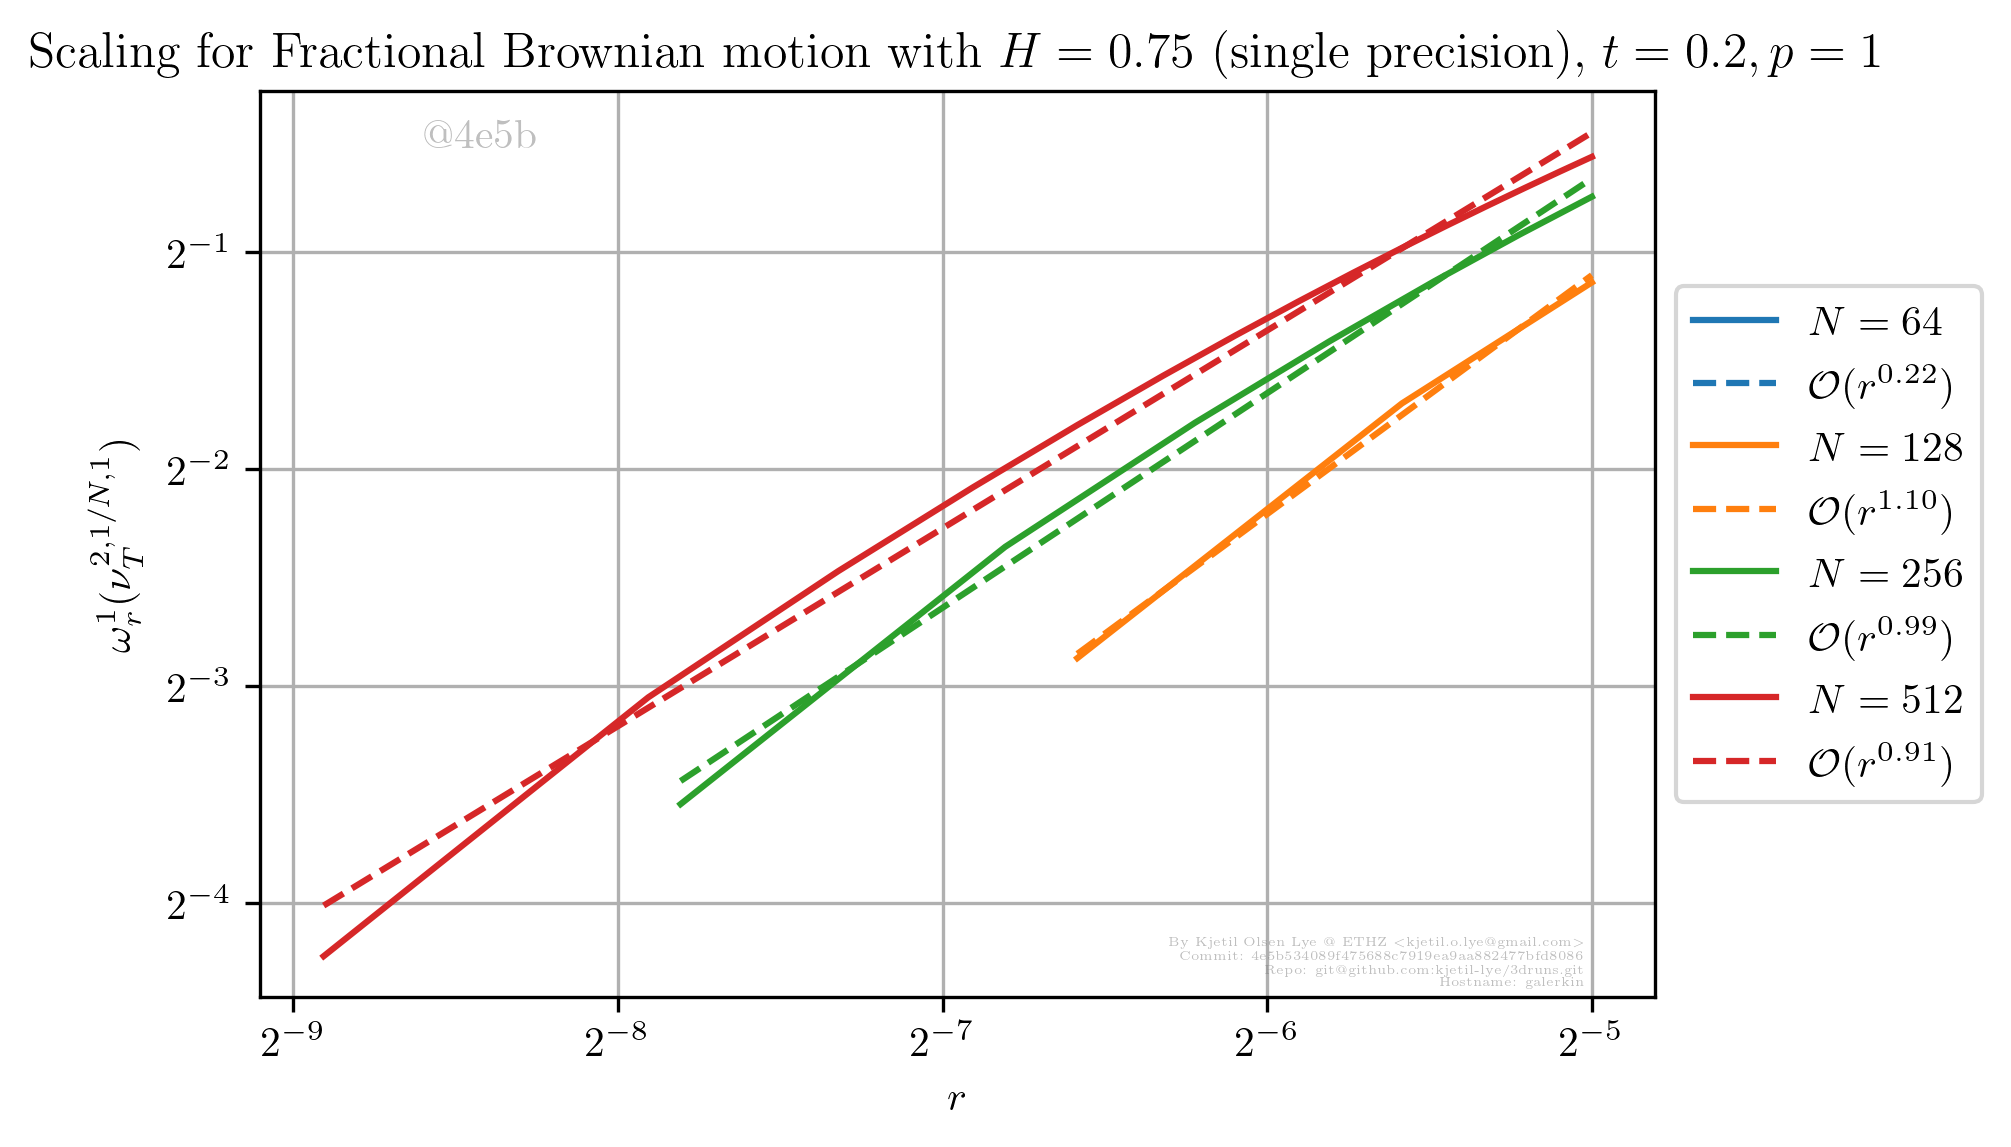 Scaling for Fractional Brownian motion with H = 0.75 (single precision), t = 0.2, p = 1
@4e5b
2⁻¹
2⁻²
2⁻³
2⁻⁴
ω¹ᵣ(ν_T^{2,1/N,1})
N = 64
𝒪(r^{0.22})
N = 128
𝒪(r^{1.10})
N = 256
𝒪(r^{0.99})
N = 512
𝒪(r^{0.91})
By Kjetil Olsen Lye @ ETHZ <kjetil.o.lye@gmail.com>
Commit: 4e5b534089f475688c7919ea9aa882477bfd8086
Repo: git@github.com:kjetil-lye/3druns.git
Hostname: galerkin
2⁻⁹ 2⁻⁸ 2⁻⁷ 2⁻⁶ 2⁻⁵
r